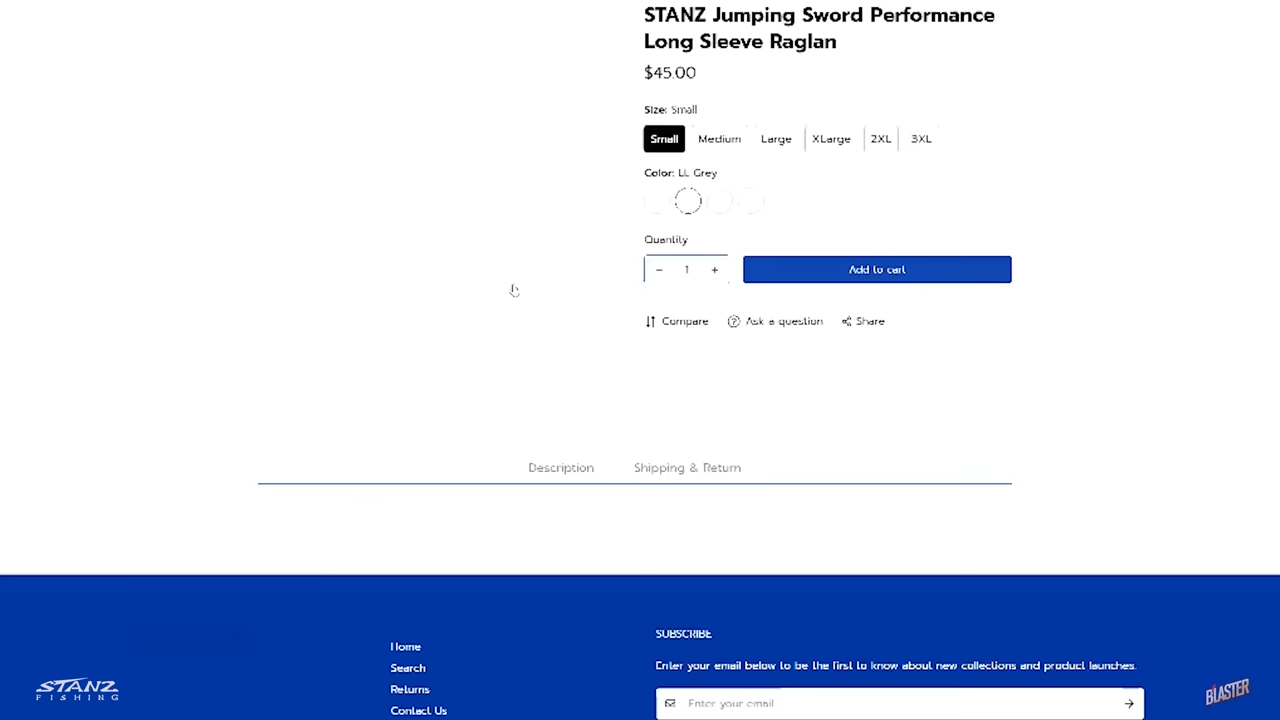 STANZ Jumping Sword Performance
Long Sleeve Raglan
$45.00
Size: Small
Small Medium Large XLarge 2XL 3XL
Color: LL Grey
Quantity
− 1 + Add to cart
Compare Ask a question Share
Description Shipping & Return
SUBSCRIBE
Home
Enter your email below to be the first to know about new collections and product launches.
Search
Returns
Enter your email
Contact Us
STANZ
FISHING
BLASTER